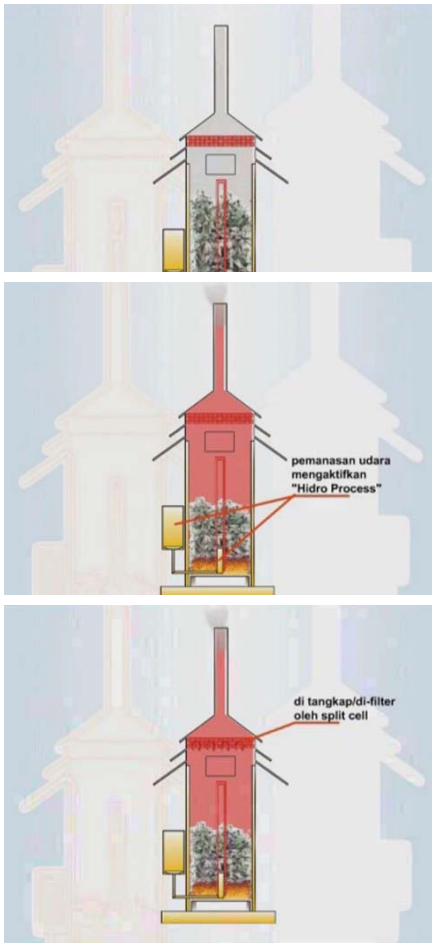 pemanasan udara
mengaktifkan
"Hidro Process"
di tangkap/di-filter
oleh split cell